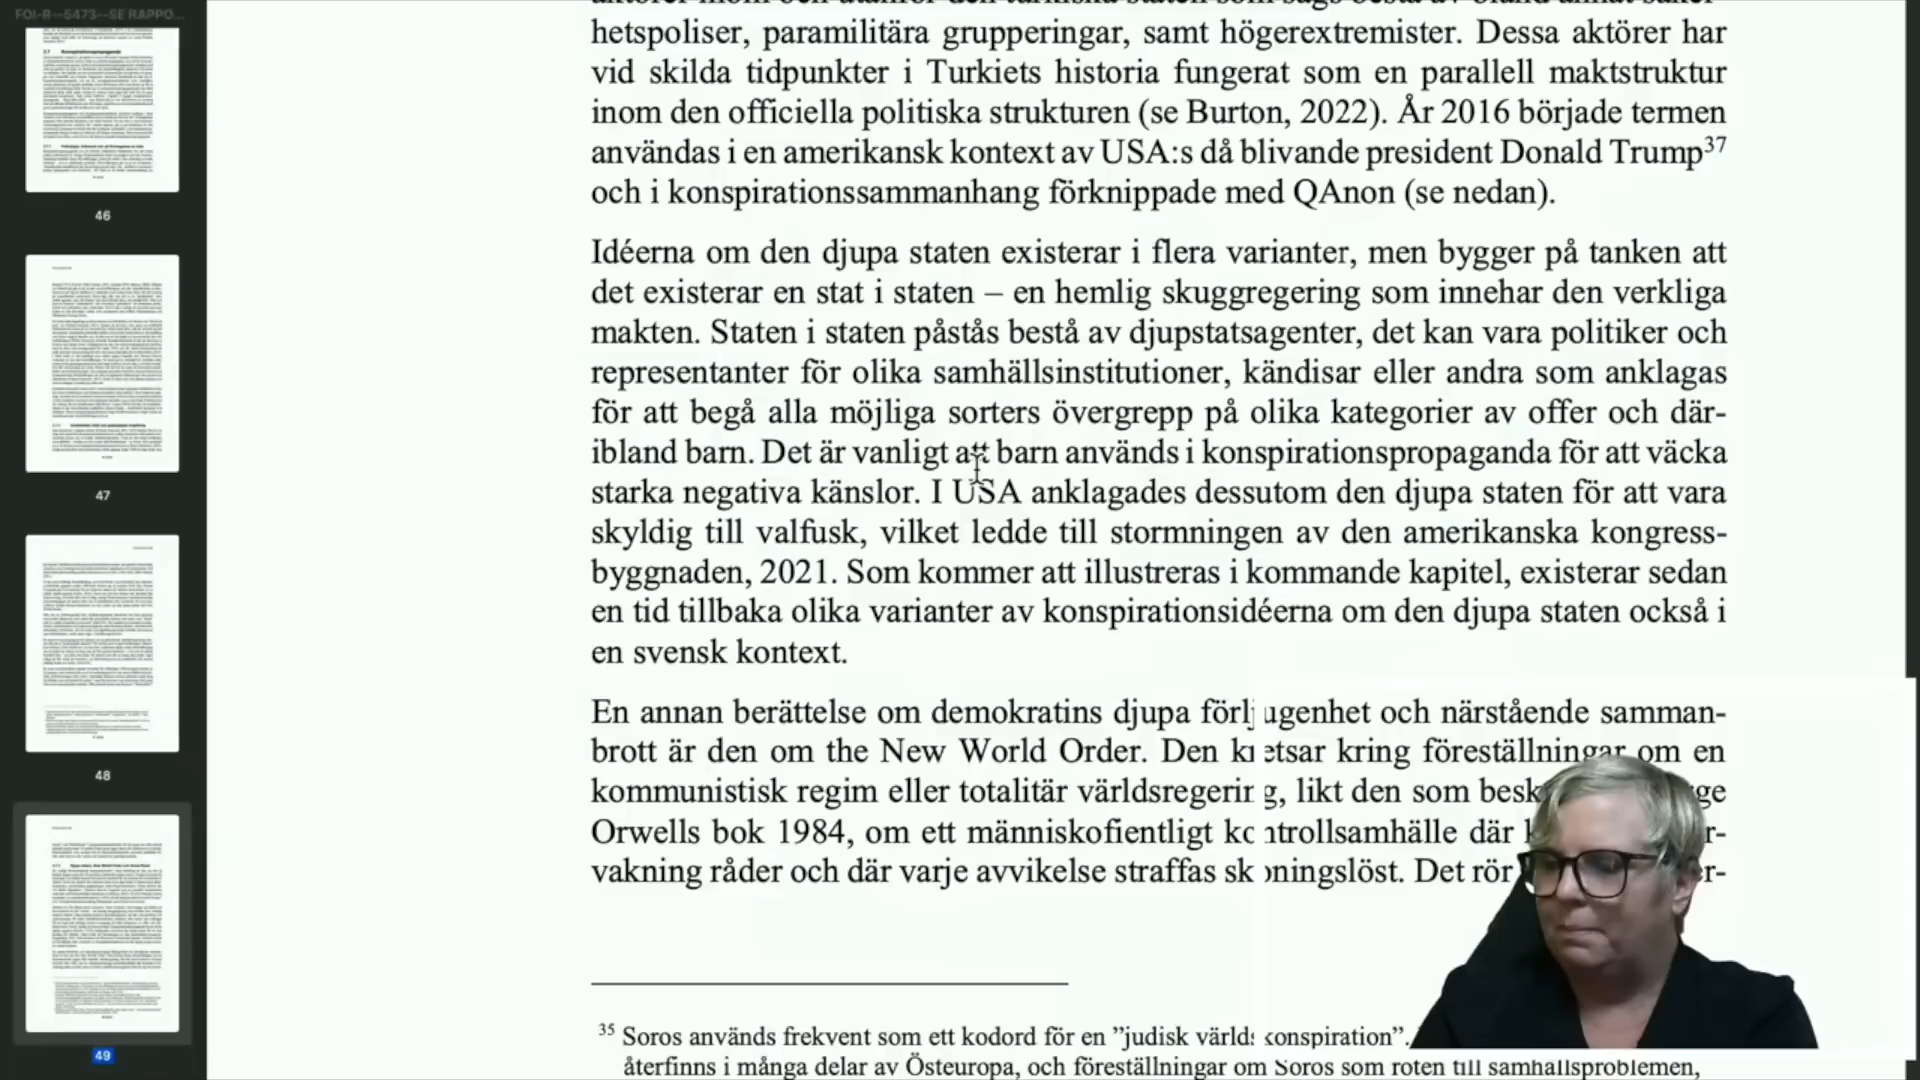 FOI-R--5473--SE RAPPO...
46
47
48
49
hetspoliser, paramilitära grupperingar, samt högerextremister. Dessa aktörer har
vid skilda tidpunkter i Turkiets historia fungerat som en parallell maktstruktur
inom den officiella politiska strukturen (se Burton, 2022). År 2016 började termen
användas i en amerikansk kontext av USA:s då blivande president Donald Trump37
och i konspirationssammanhang förknippade med QAnon (se nedan).
Idéerna om den djupa staten existerar i flera varianter, men bygger på tanken att
det existerar en stat i staten – en hemlig skuggregering som innehar den verkliga
makten. Staten i staten påstås bestå av djupstatsagenter, det kan vara politiker och
representanter för olika samhällsinstitutioner, kändisar eller andra som anklagas
för att begå alla möjliga sorters övergrepp på olika kategorier av offer och där-
ibland barn. Det är vanligt att barn används i konspirationspropaganda för att väcka
starka negativa känslor. I USA anklagades dessutom den djupa staten för att vara
skyldig till valfusk, vilket ledde till stormningen av den amerikanska kongress-
byggnaden, 2021. Som kommer att illustreras i kommande kapitel, existerar sedan
en tid tillbaka olika varianter av konspirationsidéerna om den djupa staten också i
en svensk kontext.
En annan berättelse om demokratins djupa förljugenhet och närstående samman-
brott är den om the New World Order. Den kretsar kring föreställningar om en
kommunistisk regim eller totalitär världsregering, likt den som
Orwells bok 1984, om ett människofientligt kontrollsamhälle där
vakning råder och där varje avvikelse straffas skoningslöst. Det rör
35 Soros används frekvent som ett kodord för en ”judisk världskonspiration”.
återfinns i många delar av Östeuropa, och föreställningar om Soros som roten till samhällsproblemen,